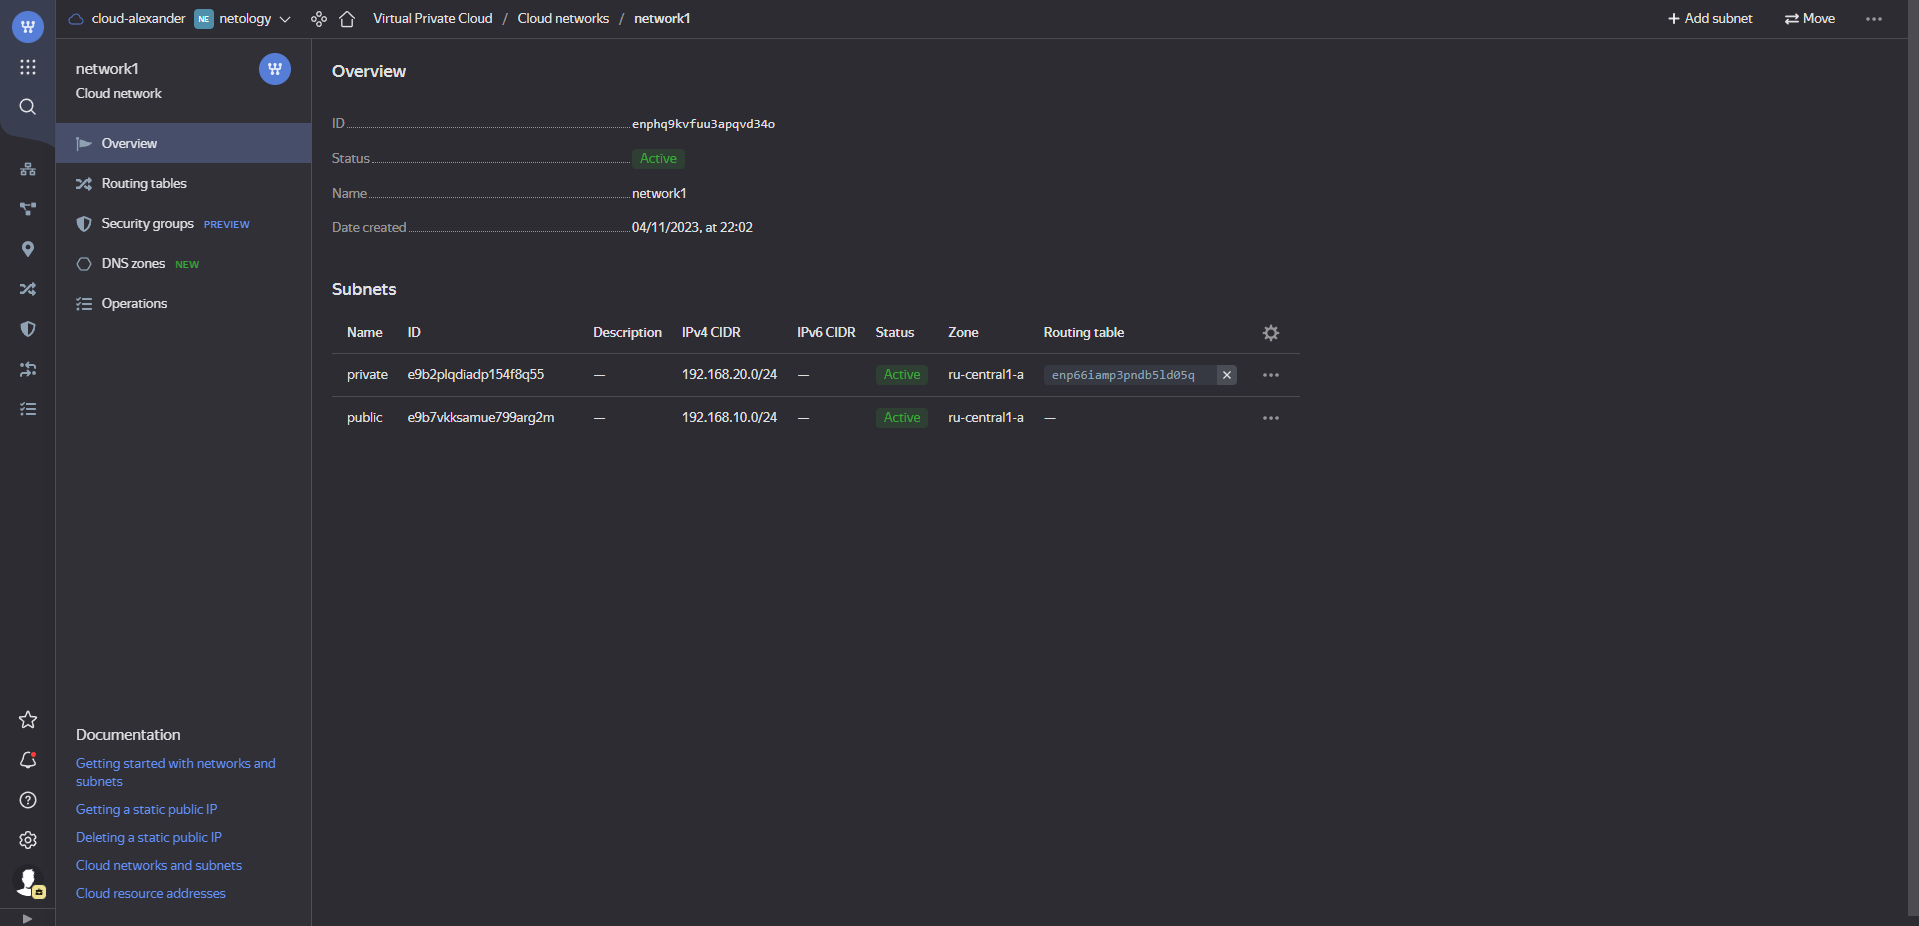 cloud-alexander NE netology Virtual Private Cloud / Cloud networks / network1 + Add subnet Move
network1
Cloud network
Overview
Routing tables
Security groups PREVIEW
DNS zones NEW
Operations
Documentation
Getting started with networks and
subnets
Getting a static public IP
Deleting a static public IP
Cloud networks and subnets
Cloud resource addresses
Overview
ID enphq9kvfuu3apqvd34o
Status Active
Name network1
Date created 04/11/2023, at 22:02
Subnets
Name ID Description IPv4 CIDR IPv6 CIDR Status Zone Routing table
private e9b2plqdiadp154f8q55 — 192.168.20.0/24 — Active ru-central1-a enp66iamp3pndb5ld05q
public e9b7vkksamue799arg2m — 192.168.10.0/24 — Active ru-central1-a —